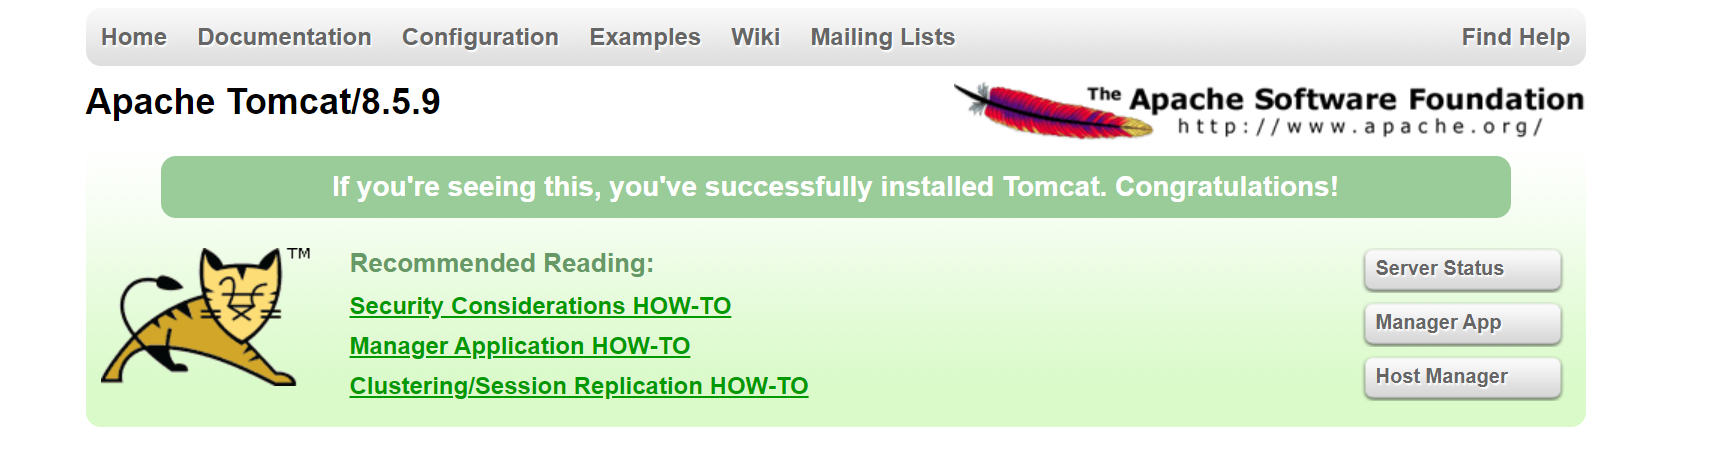 Home Documentation Configuration Examples Wiki Mailing Lists Find Help
Apache Tomcat/8.5.9
The Apache Software Foundation
http://www.apache.org/
If you're seeing this, you've successfully installed Tomcat. Congratulations!
TM
Recommended Reading:
Security Considerations HOW-TO
Manager Application HOW-TO
Clustering/Session Replication HOW-TO
Server Status
Manager App
Host Manager